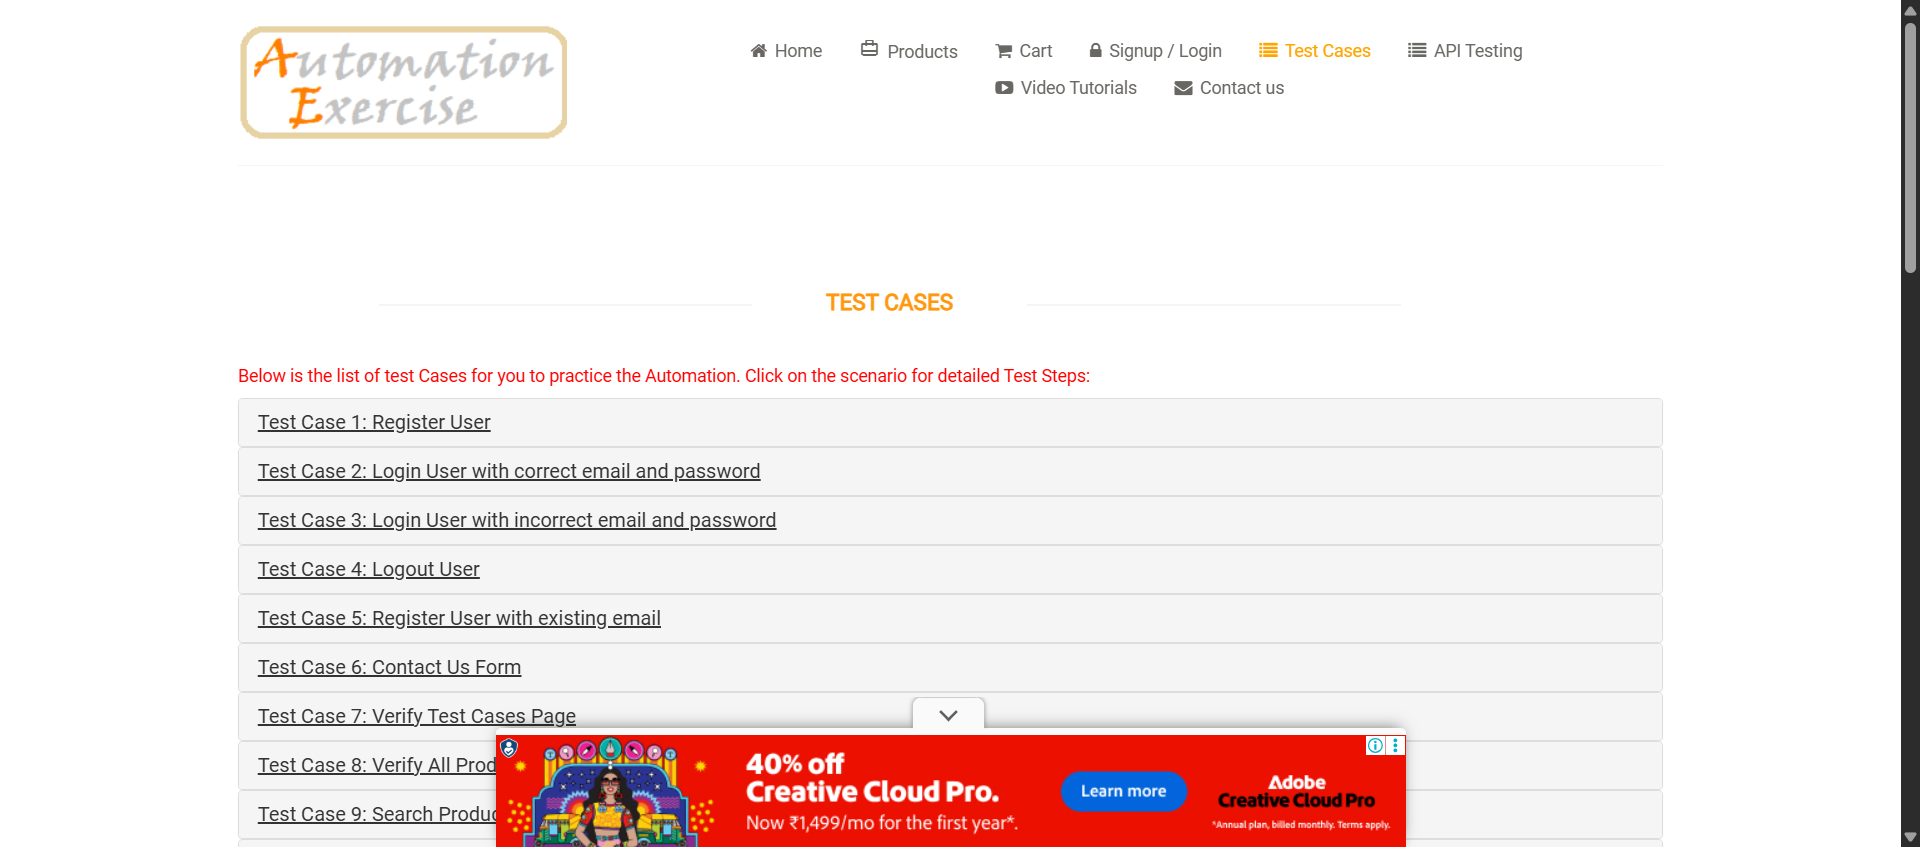 Automation
Exercise
Home
Products
Cart
Signup / Login
Test Cases
API Testing
Video Tutorials
Contact us
TEST CASES
Below is the list of test Cases for you to practice the Automation. Click on the scenario for detailed Test Steps:
Test Case 1: Register User
Test Case 2: Login User with correct email and password
Test Case 3: Login User with incorrect email and password
Test Case 4: Logout User
Test Case 5: Register User with existing email
Test Case 6: Contact Us Form
Test Case 7: Verify Test Cases Page
Test Case 8: Verify All Prod
Test Case 9: Search Produc
40% off
Creative Cloud Pro.
Now ₹1,499/mo for the first year*.
Learn more
Adobe
Creative Cloud Pro
*Annual plan, billed monthly. Terms apply.